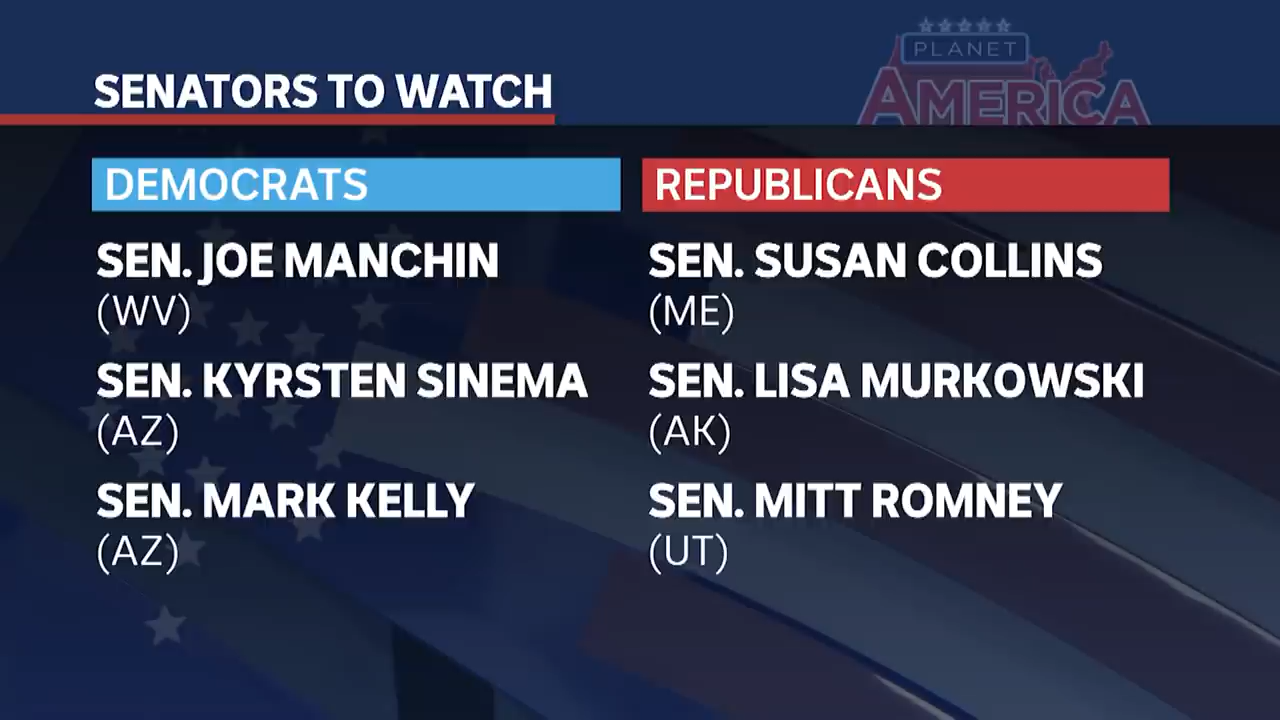 PLANET
AMERICA
SENATORS TO WATCH
DEMOCRATS
SEN. JOE MANCHIN
(WV)
SEN. KYRSTEN SINEMA
(AZ)
SEN. MARK KELLY
(AZ)
REPUBLICANS
SEN. SUSAN COLLINS
(ME)
SEN. LISA MURKOWSKI
(AK)
SEN. MITT ROMNEY
(UT)